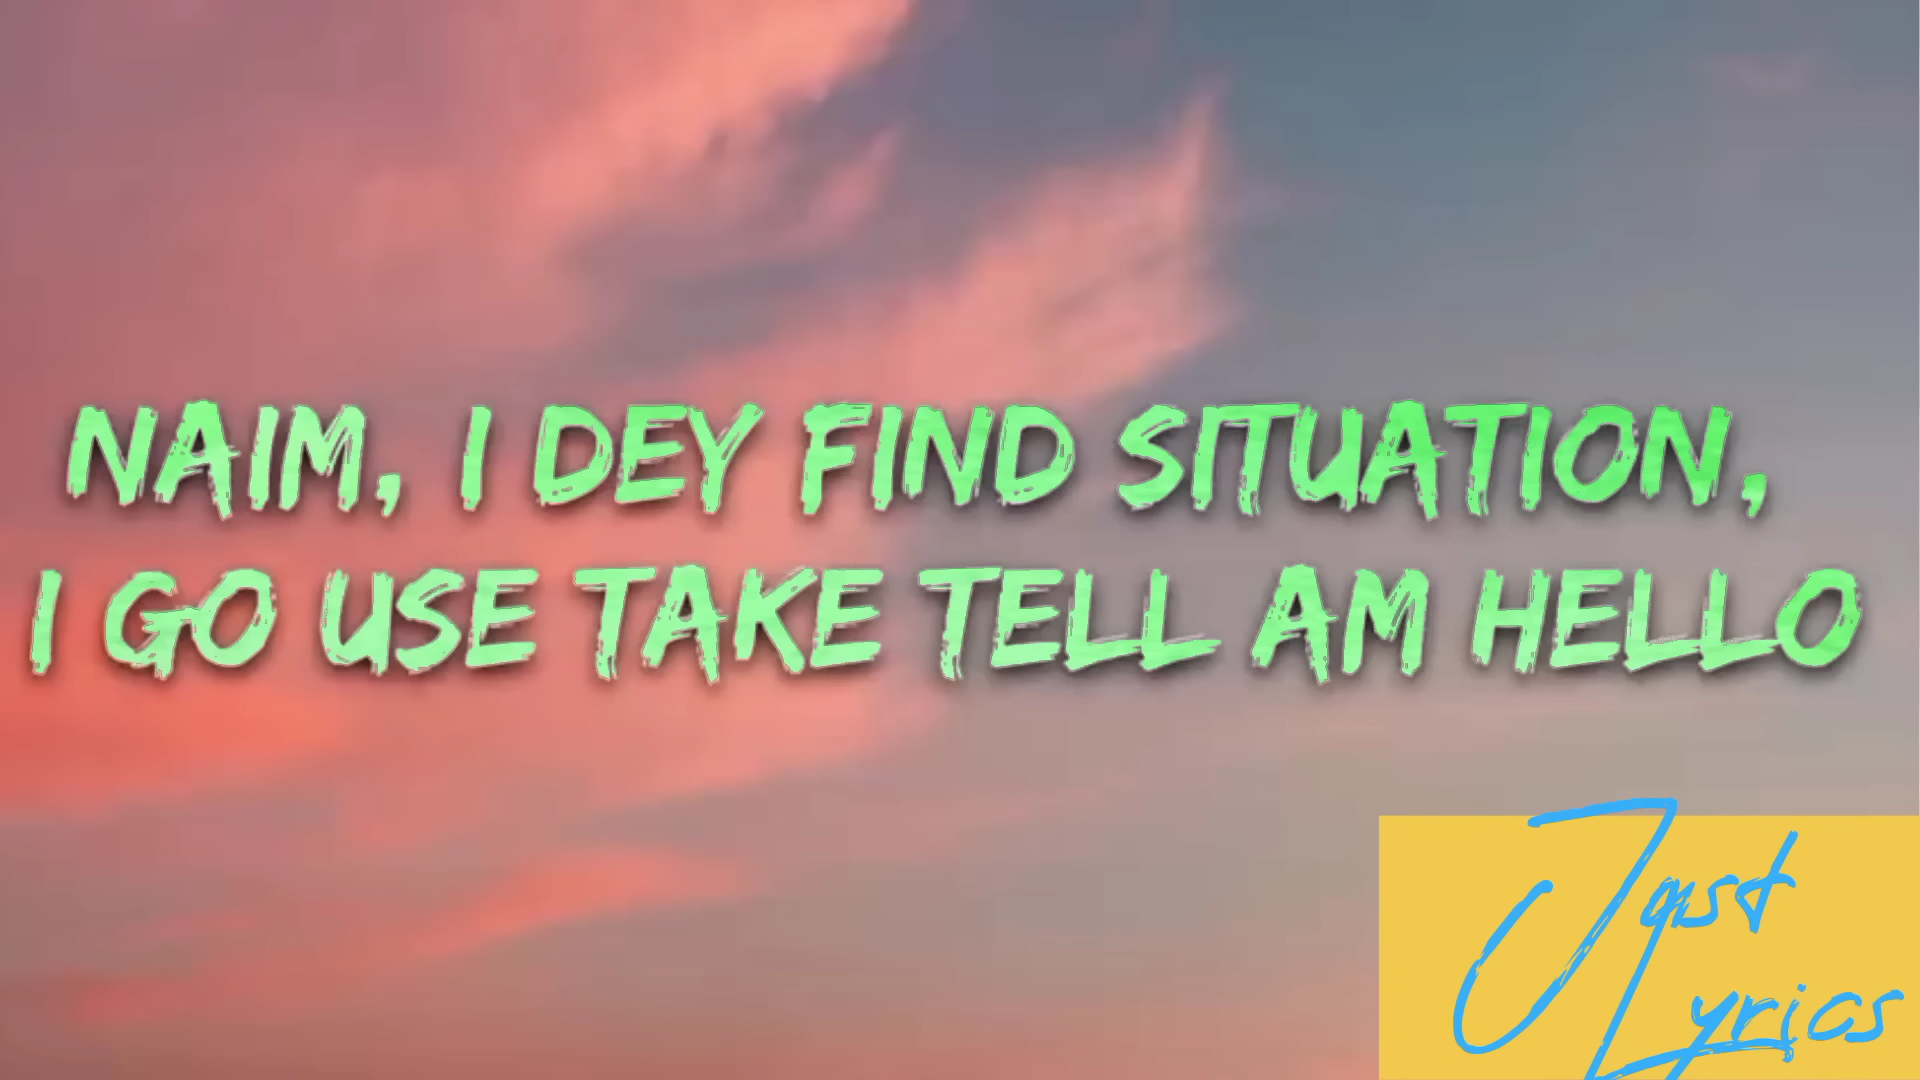 NAIM, I DEY FIND SITUATION,
I GO USE TAKE TELL AM HELLO
Just
Lyrics